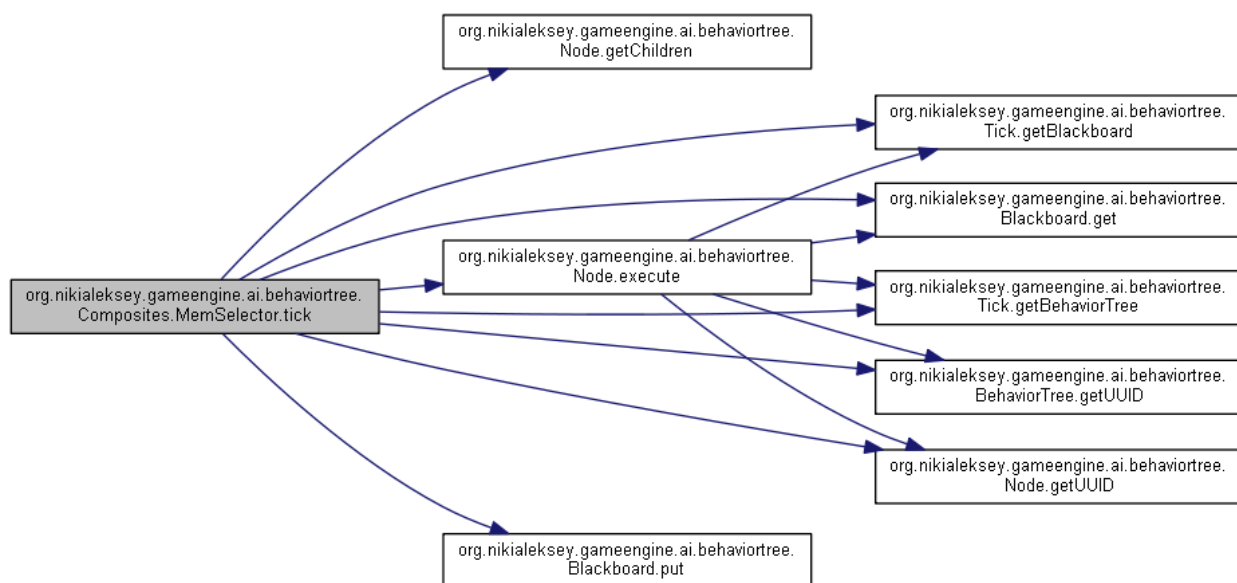 org.nikialeksey.gameengine.ai.behaviortree.
Node.getChildren
org.nikialeksey.gameengine.ai.behaviortree.
Tick.getBlackboard
org.nikialeksey.gameengine.ai.behaviortree.
Blackboard.get
org.nikialeksey.gameengine.ai.behaviortree.
Node.execute
org.nikialeksey.gameengine.ai.behaviortree.
Tick.getBehaviorTree
org.nikialeksey.gameengine.ai.behaviortree.
Composites.MemSelector.tick
org.nikialeksey.gameengine.ai.behaviortree.
BehaviorTree.getUUID
org.nikialeksey.gameengine.ai.behaviortree.
Node.getUUID
org.nikialeksey.gameengine.ai.behaviortree.
Blackboard.put